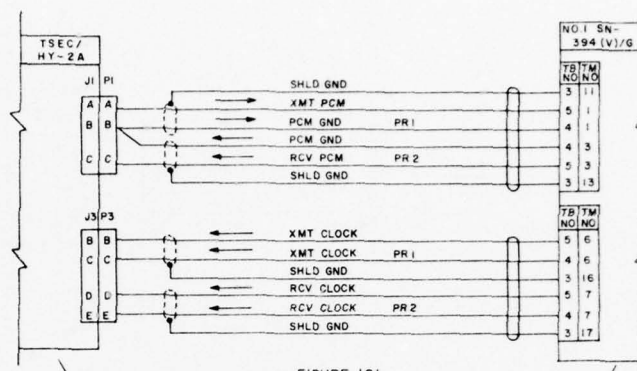 TSEC/
HY-2A
NO.1 SN-
394(V)/G
J1 P1
TB NO TM NO
SHLD GND 3 11
A A XMT PCM 5 1
B B PCM GND PR1 4 1
PCM GND 4 3
C C RCV PCM PR2 5 3
SHLD GND 3 13
J3 P3
TB NO TM NO
B B XMT CLOCK 5 6
C C XMT CLOCK PR1 4 6
SHLD GND 3 16
D D RCV CLOCK 5 7
E E RCV CLOCK PR2 4 7
SHLD GND 3 17